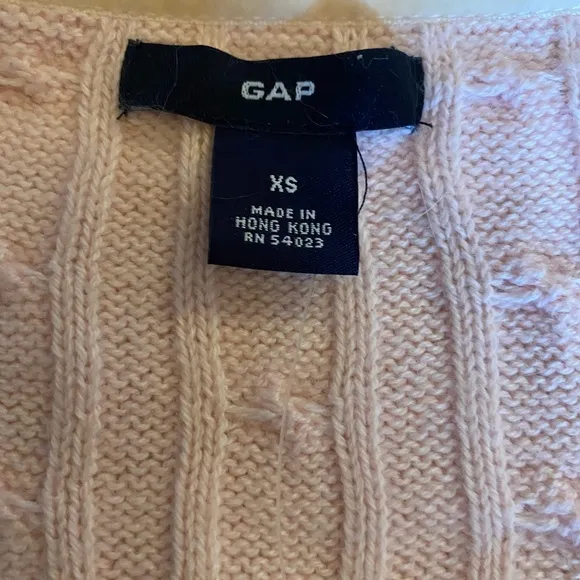 GAP
XS
MADE IN
HONG KONG
RN 54023